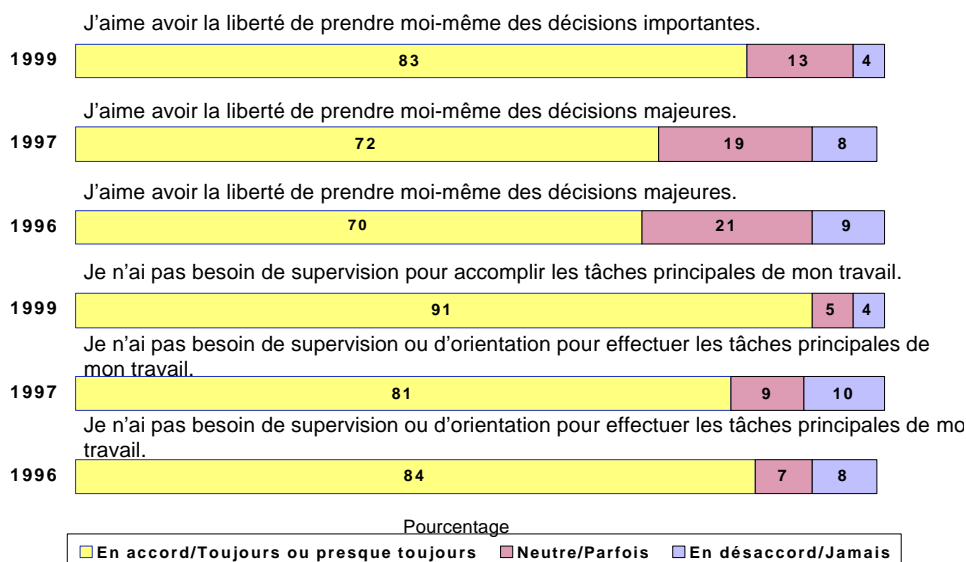 J'aime avoir la liberté de prendre moi-même des décisions importantes.
1999 83 13 4
J'aime avoir la liberté de prendre moi-même des décisions majeures.
1997 72 19 8
J'aime avoir la liberté de prendre moi-même des décisions majeures.
1996 70 21 9
Je n'ai pas besoin de supervision pour accomplir les tâches principales de mon travail.
1999 91 5 4
Je n'ai pas besoin de supervision ou d'orientation pour effectuer les tâches principales de
mon travail.
1997 81 9 10
Je n'ai pas besoin de supervision ou d'orientation pour effectuer les tâches principales de mo
travail.
1996 84 7 8
Pourcentage
En accord/Toujours ou presque toujours Neutre/Parfois En désaccord/Jamais